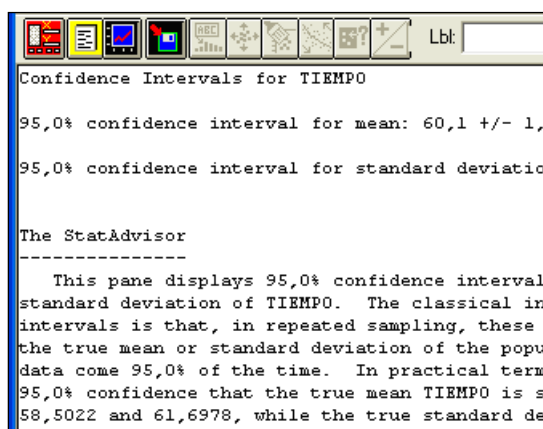 ABC
Lbl:
Confidence Intervals for TIEMPO
95,0% confidence interval for mean: 60,1 +/- 1,
95,0% confidence interval for standard deviatio
The StatAdvisor
---------------
This pane displays 95,0% confidence interval
standard deviation of TIEMPO. The classical in
intervals is that, in repeated sampling, these
the true mean or standard deviation of the popu
data come 95,0% of the time. In practical term
95,0% confidence that the true mean TIEMPO is s
58,5022 and 61,6978, while the true standard de